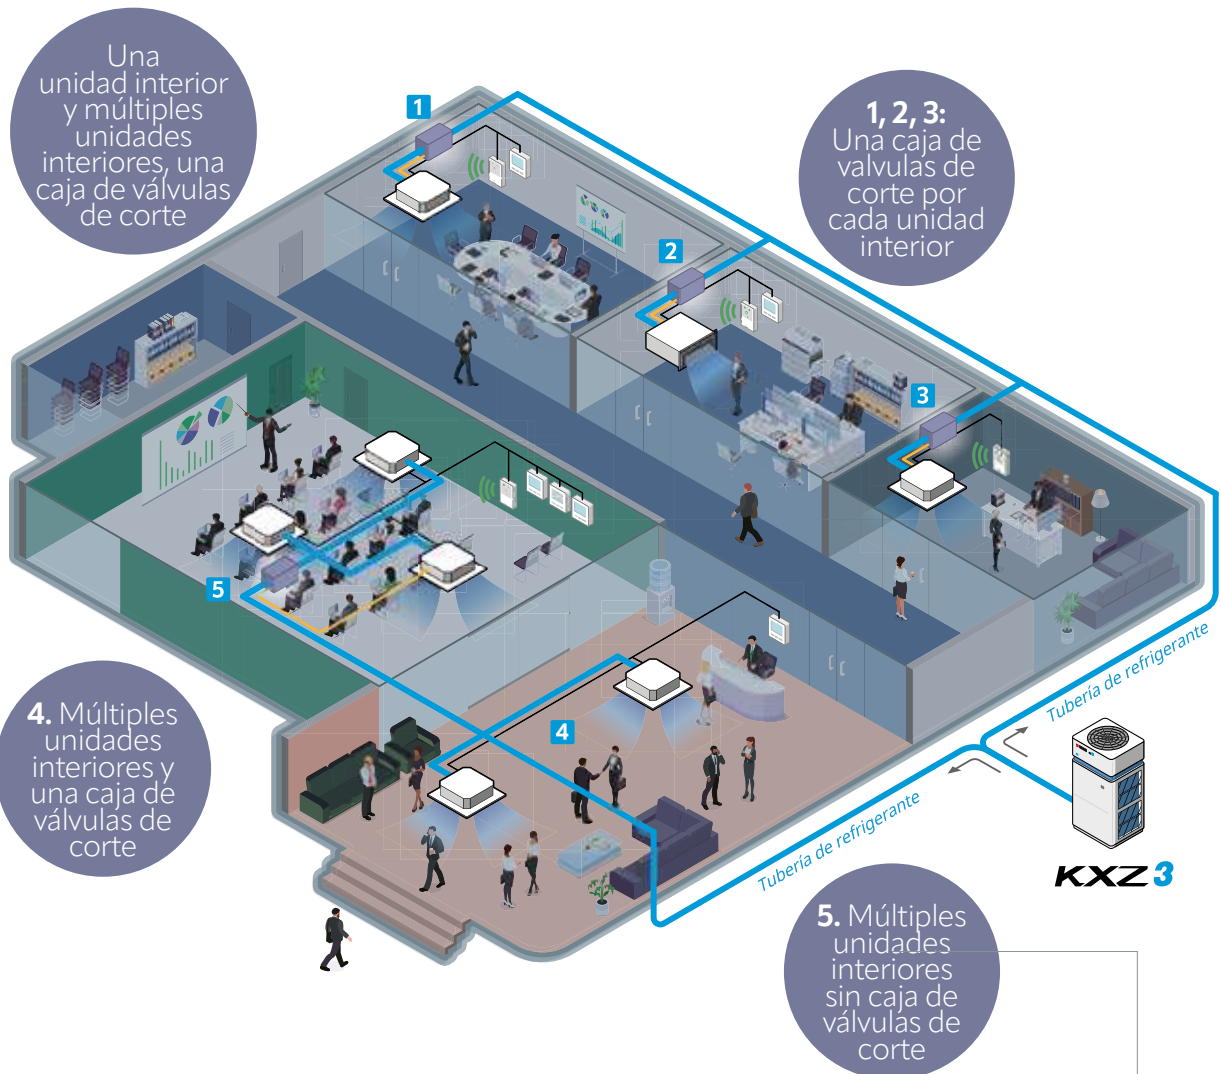 Una
unidad interior
y múltiples
unidades
interiores, una
caja de válvulas
de corte
1
1, 2, 3:
Una caja de
valvulas de
corte por
cada unidad
interior
2
3
5
4
4. Múltiples
unidades
interiores y
una caja de
válvulas de
corte
Tubería de refrigerante
Tubería de refrigerante
KXZ3
5. Múltiples
unidades
interiores
sin caja de
válvulas de
corte